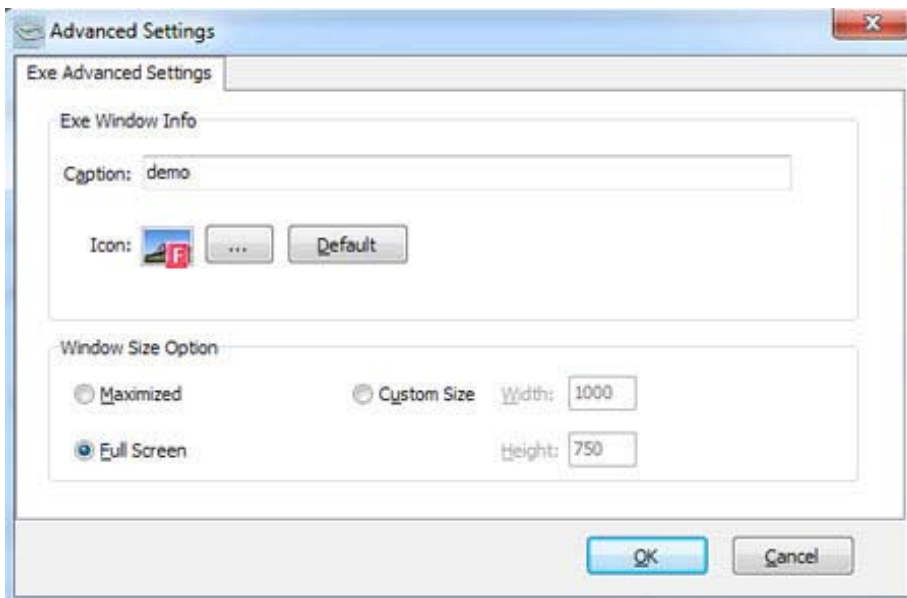 Advanced Settings
Exe Advanced Settings
Exe Window Info
Caption: demo
Icon: F ... Default
Window Size Option
Maximized Custom Size Width: 1000
Full Screen Height: 750
OK Cancel